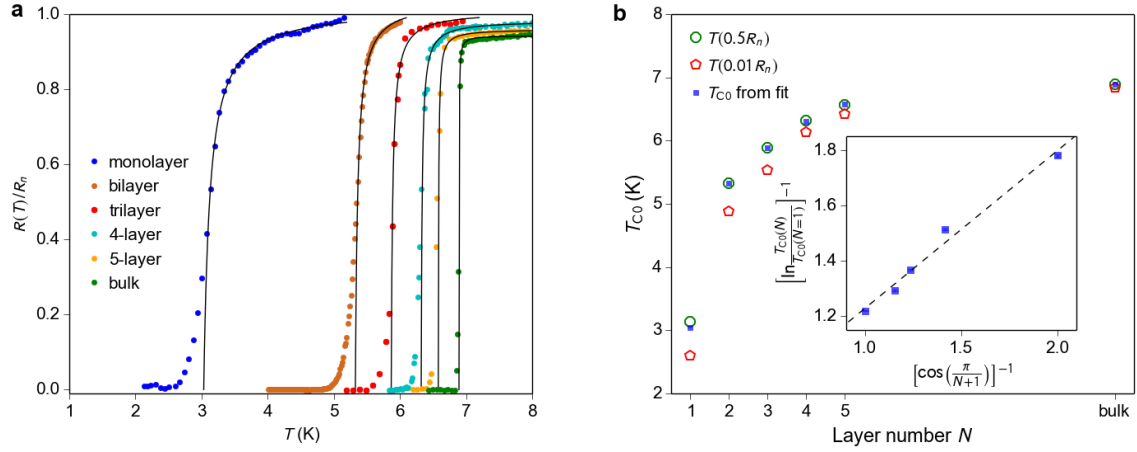 a
1.0
0.8
0.6
0.4
0.2
0.0
R(T)/Rn
monolayer
bilayer
trilayer
4-layer
5-layer
bulk
1 2 3 4 5 6 7 8
T (K)
b
8
7
6
5
4
3
2
TC0 (K)
T(0.5Rn)
T(0.01Rn)
TC0 from fit
1.8
1.6
1.4
1.2
[ln TC0(N)/TC0(N=1)]−1
1.0 1.5 2.0
[cos(π/N+1)]−1
1 2 3 4 5 bulk
Layer number N